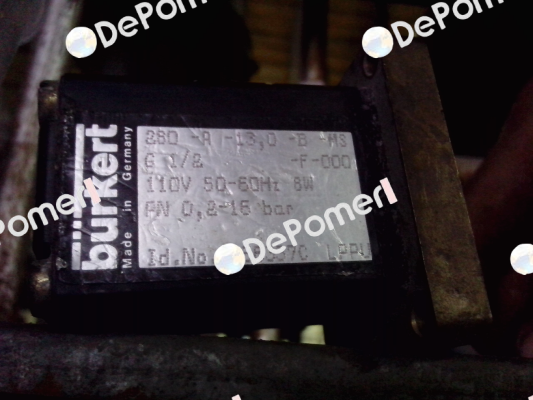 DePomerl
DePomerl
bürkert
Made in Germany
280 -A /-13,0 -B -MS
G 1/2 -F-000
110V 50-60Hz 8W
PN 0,2-16 bar
Id.No. LPPU
DePomerl
DePomerl